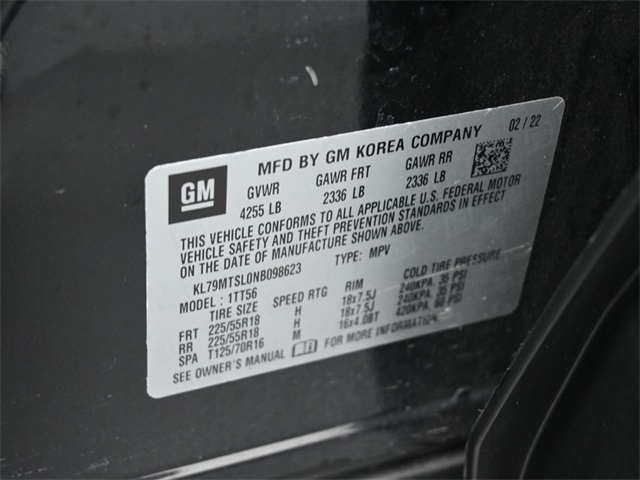 GM
MFD BY GM KOREA COMPANY 02 / 22
GVWR GAWR FRT GAWR RR
4255 LB 2336 LB 2336 LB
THIS VEHICLE CONFORMS TO ALL APPLICABLE U.S. FEDERAL MOTOR
VEHICLE SAFETY AND THEFT PREVENTION STANDARDS IN EFFECT
ON THE DATE OF MANUFACTURE SHOWN ABOVE.
KL79MTSL0NB098623 TYPE: MPV
MODEL : 1TT56
TIRE SIZE SPEED RTG RIM COLD TIRE PRESSURE
FRT 225/55R18 H 18x7.5J 240KPA. 35 PSI
RR 225/55R18 H 18x7.5J 240KPA. 35 PSI
SPA T125/70R16 M 16x4.0BT 420KPA. 60 PSI
SEE OWNER'S MANUAL FOR MORE INFORMATION.